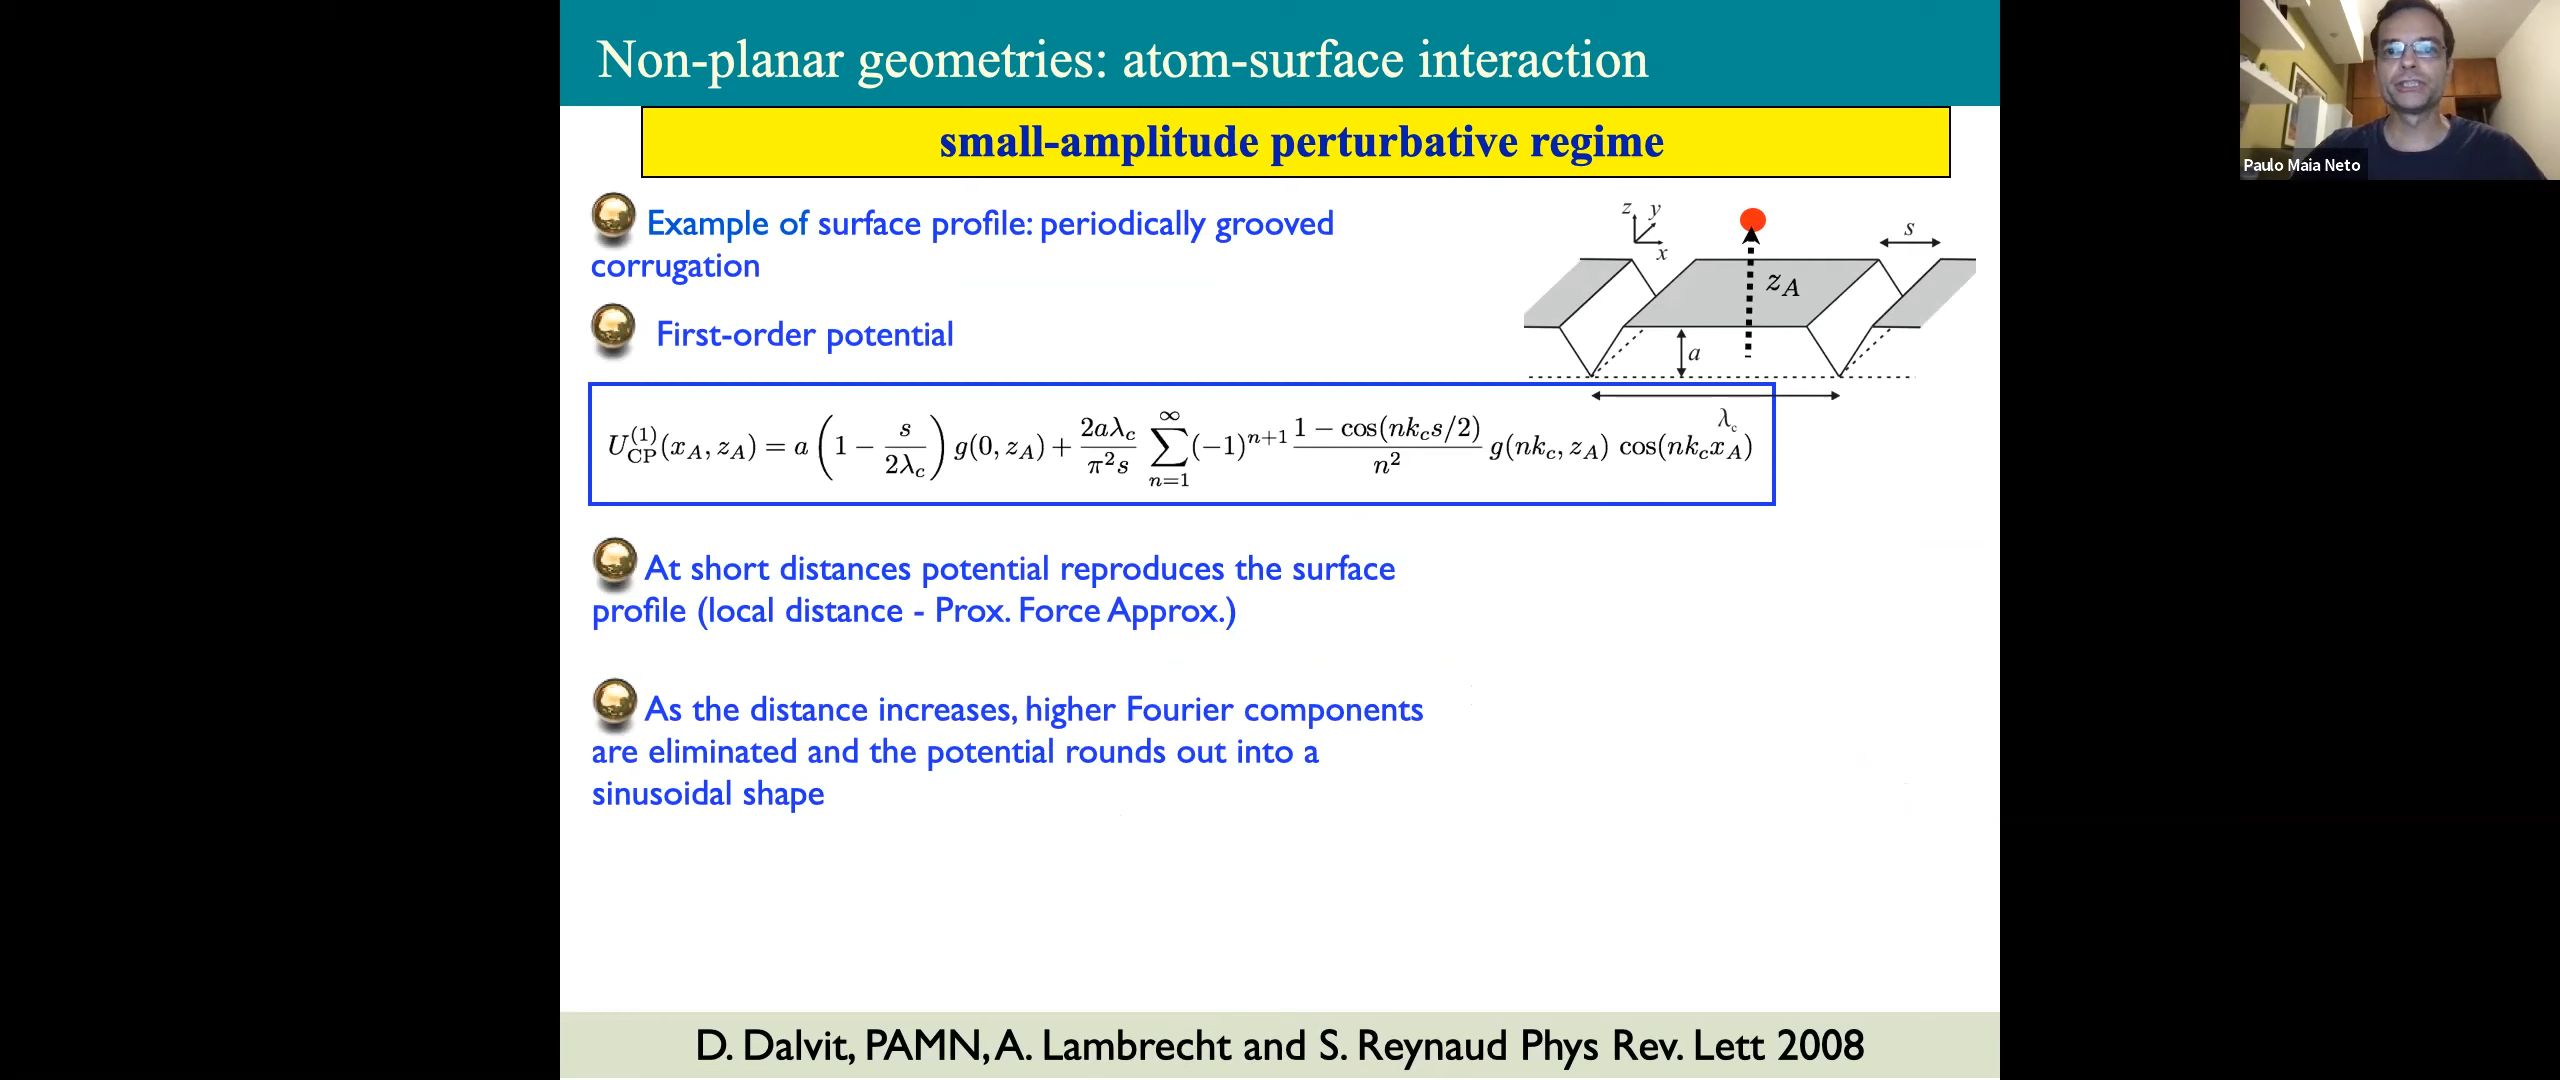 Non-planar geometries: atom-surface interaction
small-amplitude perturbative regime
Paulo Maia Neto
Example of surface profile: periodically grooved
corrugation
First-order potential
z y
x
z_A
s
a
λ_c
U_{CP}^{(1)}(x_A, z_A) = a (1 − s/2λ_c) g(0, z_A) + 2aλ_c/π²s ∑_{n=1}^{∞} (−1)^{n+1} 1 − cos(nk_c s/2)/n² g(nk_c, z_A) cos(nk_c x_A)
At short distances potential reproduces the surface
profile (local distance - Prox. Force Approx.)
As the distance increases, higher Fourier components
are eliminated and the potential rounds out into a
sinusoidal shape
D. Dalvit, PAMN, A. Lambrecht and S. Reynaud Phys Rev. Lett 2008